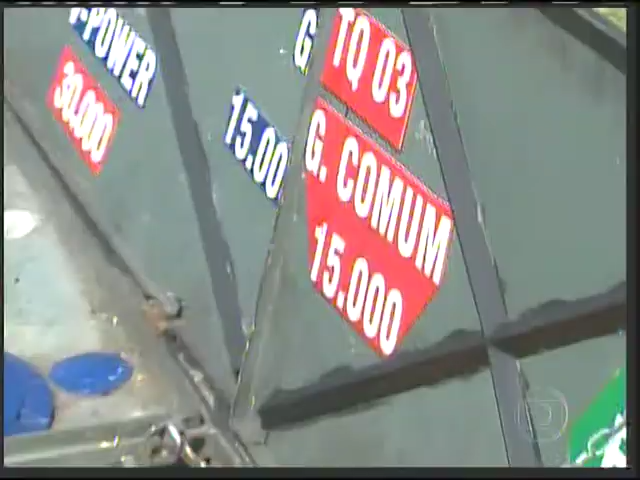 V-POWER
30.000
G
15.00
TQ 03
G. COMUM
15.000